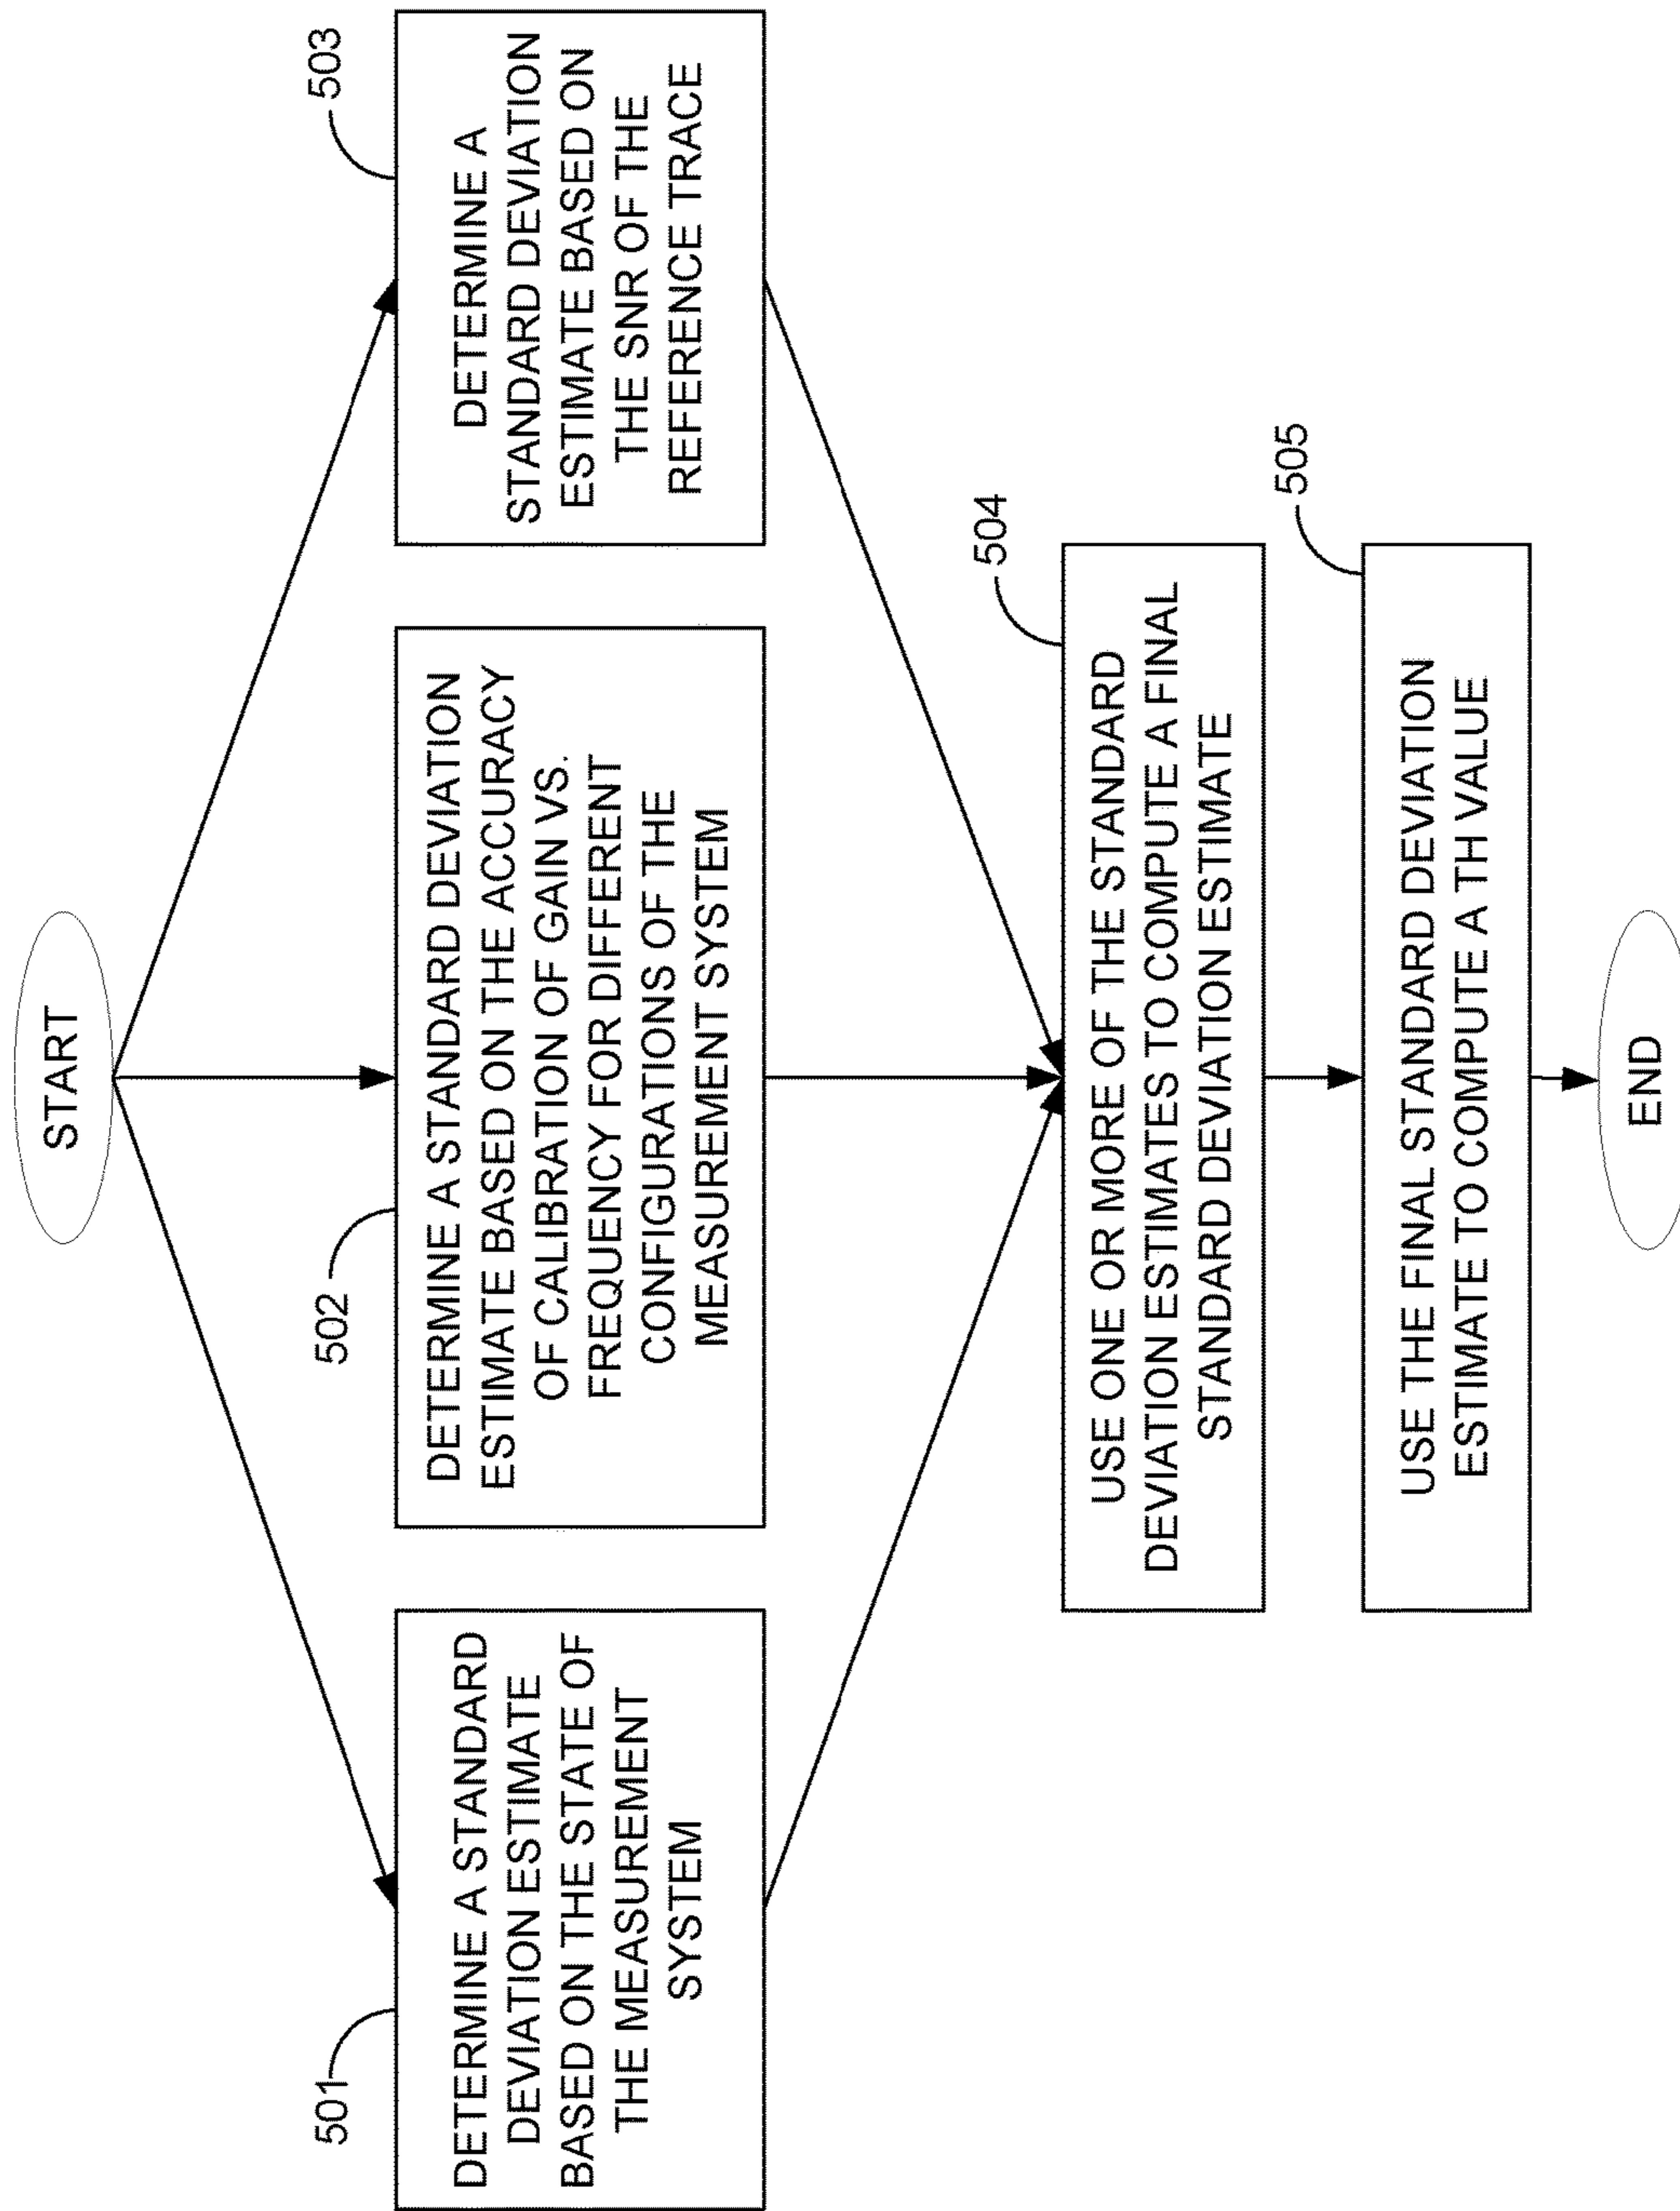 START
501
DETERMINE A STANDARD
DEVIATION ESTIMATE
BASED ON THE STATE OF
THE MEASUREMENT
SYSTEM
502
DETERMINE A STANDARD DEVIATION
ESTIMATE BASED ON THE ACCURACY
OF CALIBRATION OF GAIN VS.
FREQUENCY FOR DIFFERENT
CONFIGURATIONS OF THE
MEASUREMENT SYSTEM
503
DETERMINE A
STANDARD DEVIATION
ESTIMATE BASED ON
THE SNR OF THE
REFERENCE TRACE
504
USE ONE OR MORE OF THE STANDARD
DEVIATION ESTIMATES TO COMPUTE A FINAL
STANDARD DEVIATION ESTIMATE
505
USE THE FINAL STANDARD DEVIATION
ESTIMATE TO COMPUTE A TH VALUE
END